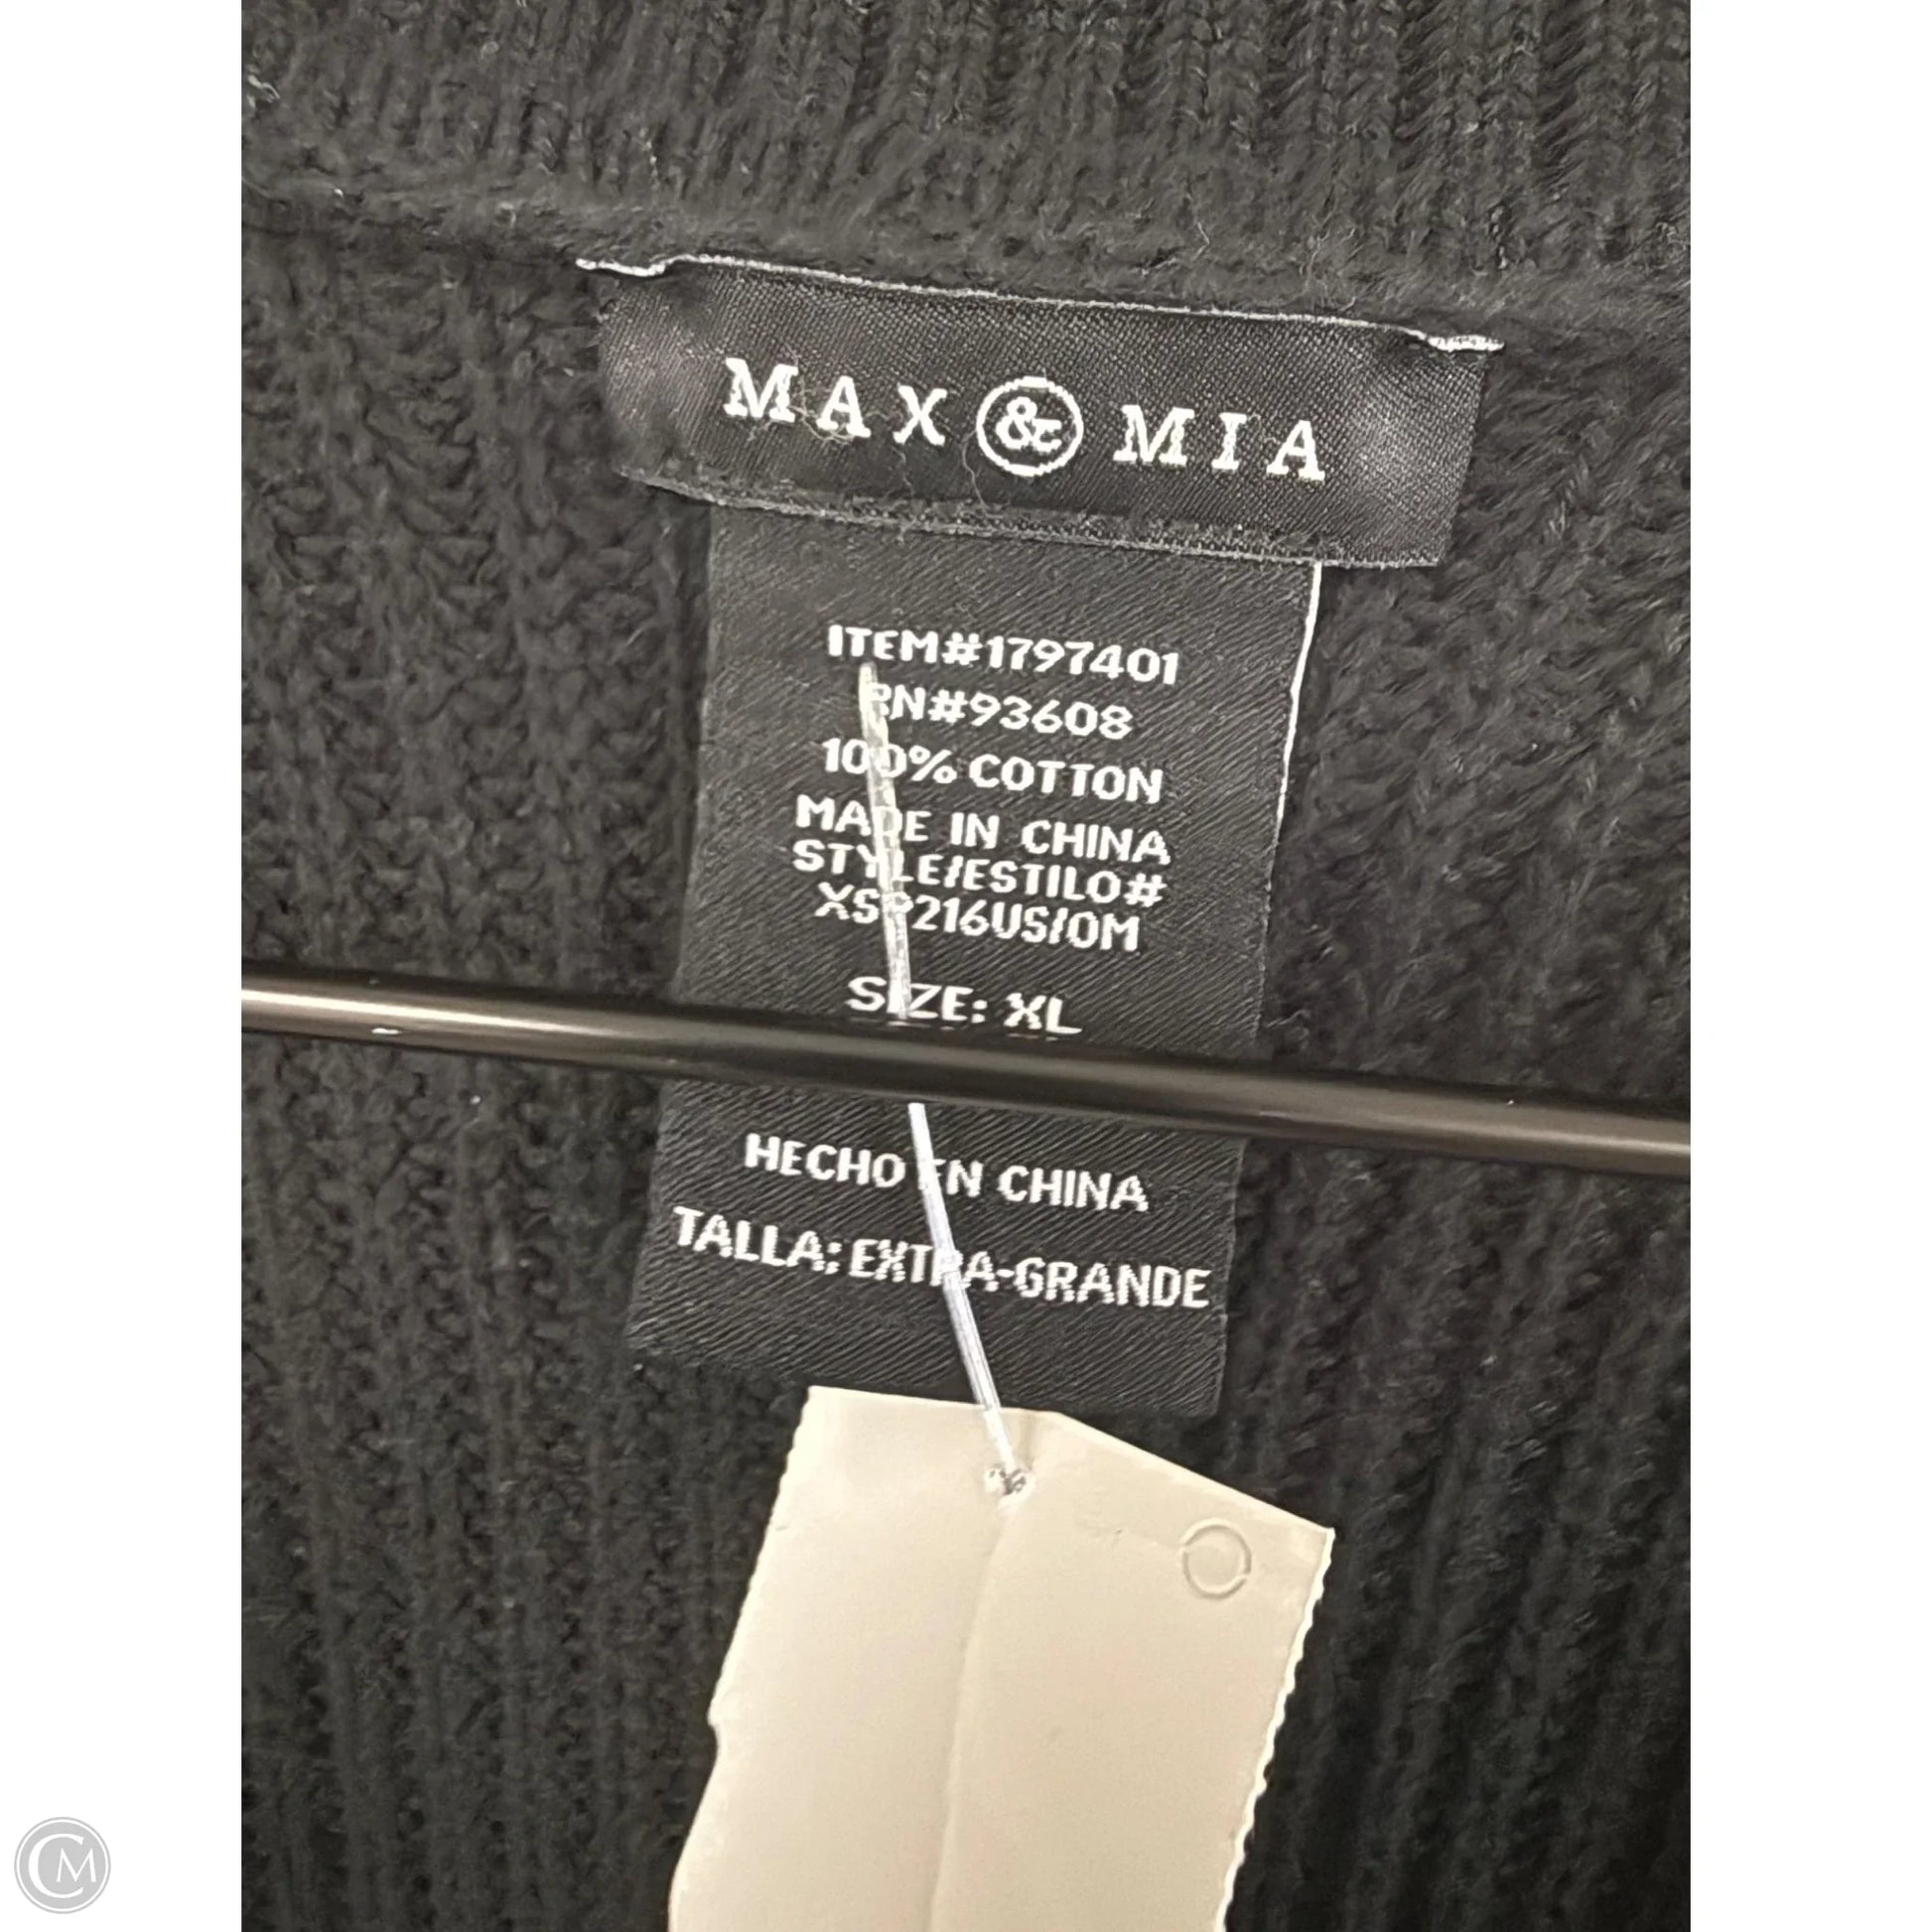 MAX & MIA
ITEM#1797401
RN#93608
100% COTTON
MADE IN CHINA
STYLE/ESTILO#
SIZE: XL
HECHO EN CHINA
TALLA: EXTRA-GRANDE
CM